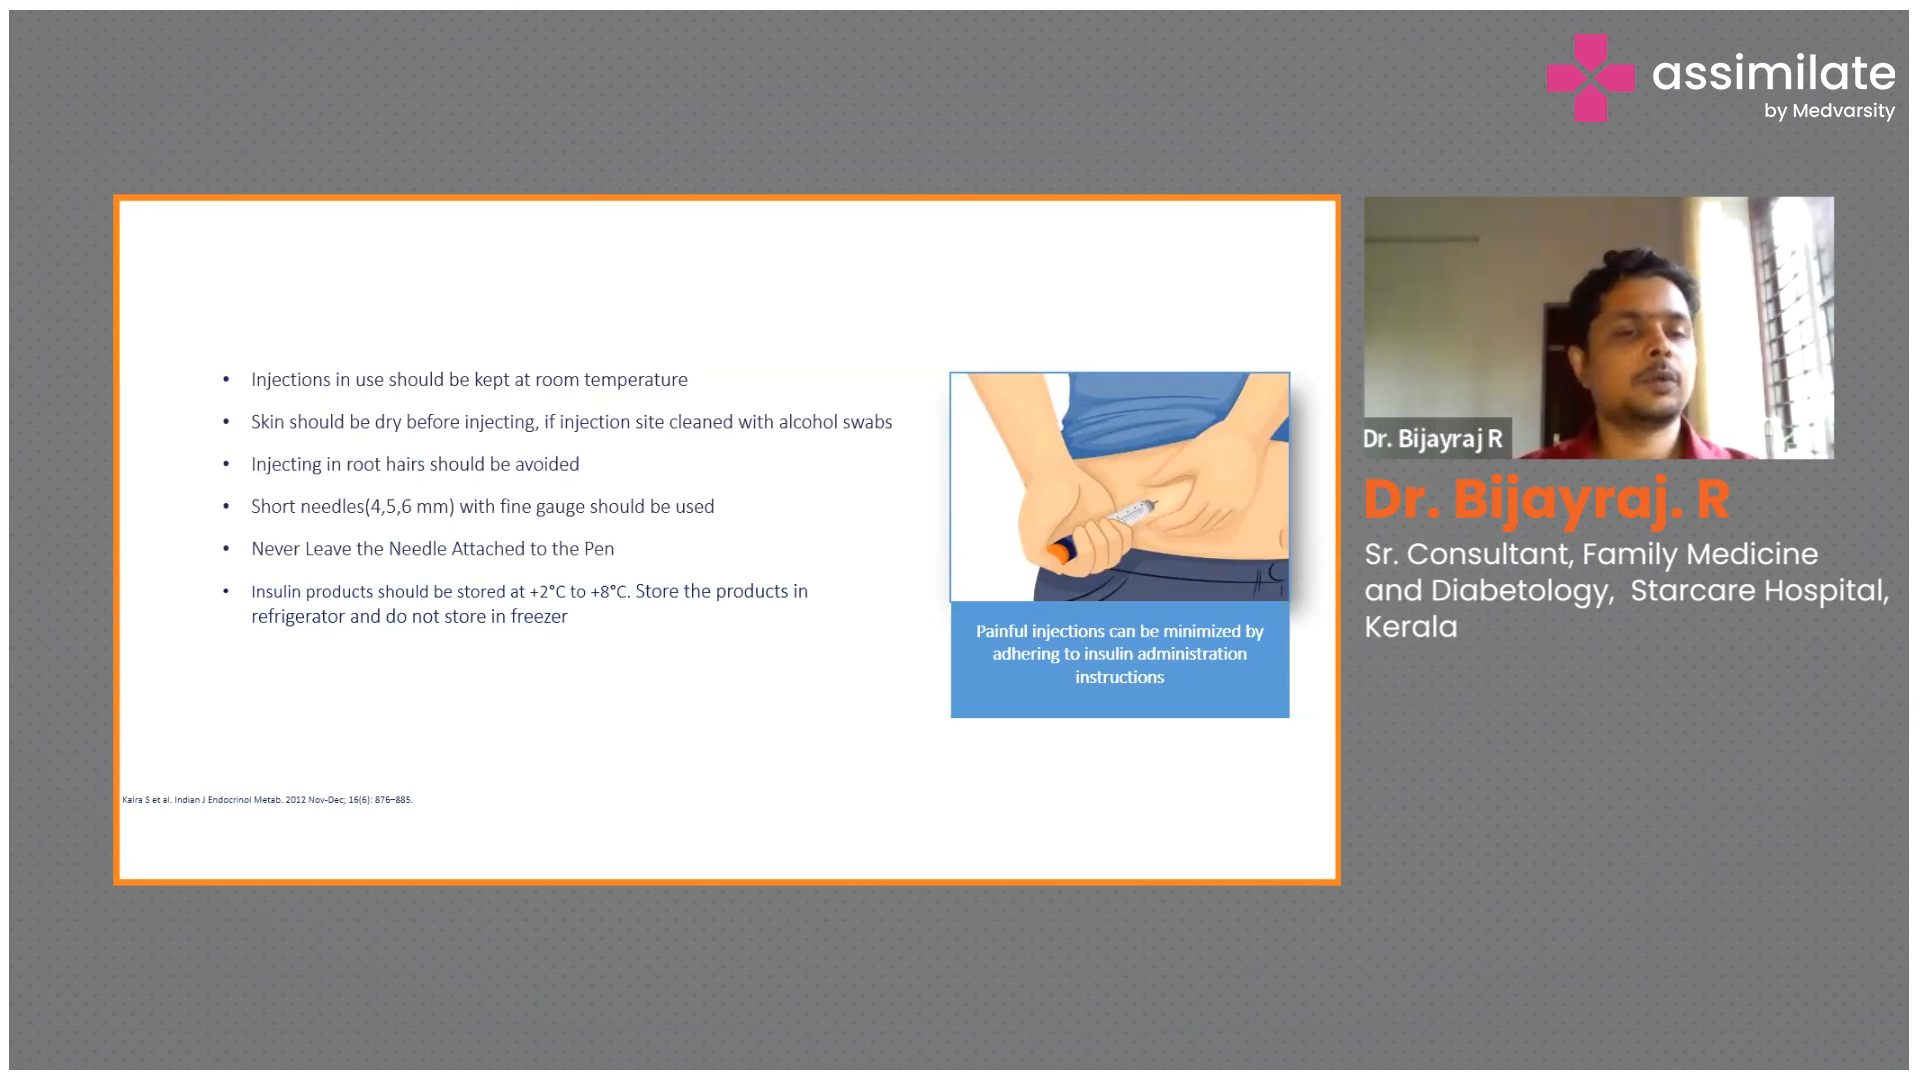 assimilate
by Medvarsity
• Injections in use should be kept at room temperature
• Skin should be dry before injecting, if injection site cleaned with alcohol swabs
• Injecting in root hairs should be avoided
• Short needles(4,5,6 mm) with fine gauge should be used
• Never Leave the Needle Attached to the Pen
• Insulin products should be stored at +2°C to +8°C. Store the products in
refrigerator and do not store in freezer
Painful injections can be minimized by
adhering to insulin administration
instructions
Kalra S et al. Indian J Endocrinol Metab. 2012 Nov-Dec; 16(6): 876–885.
Dr. Bijayraj R
Dr. Bijayraj. R
Sr. Consultant, Family Medicine
and Diabetology, Starcare Hospital,
Kerala